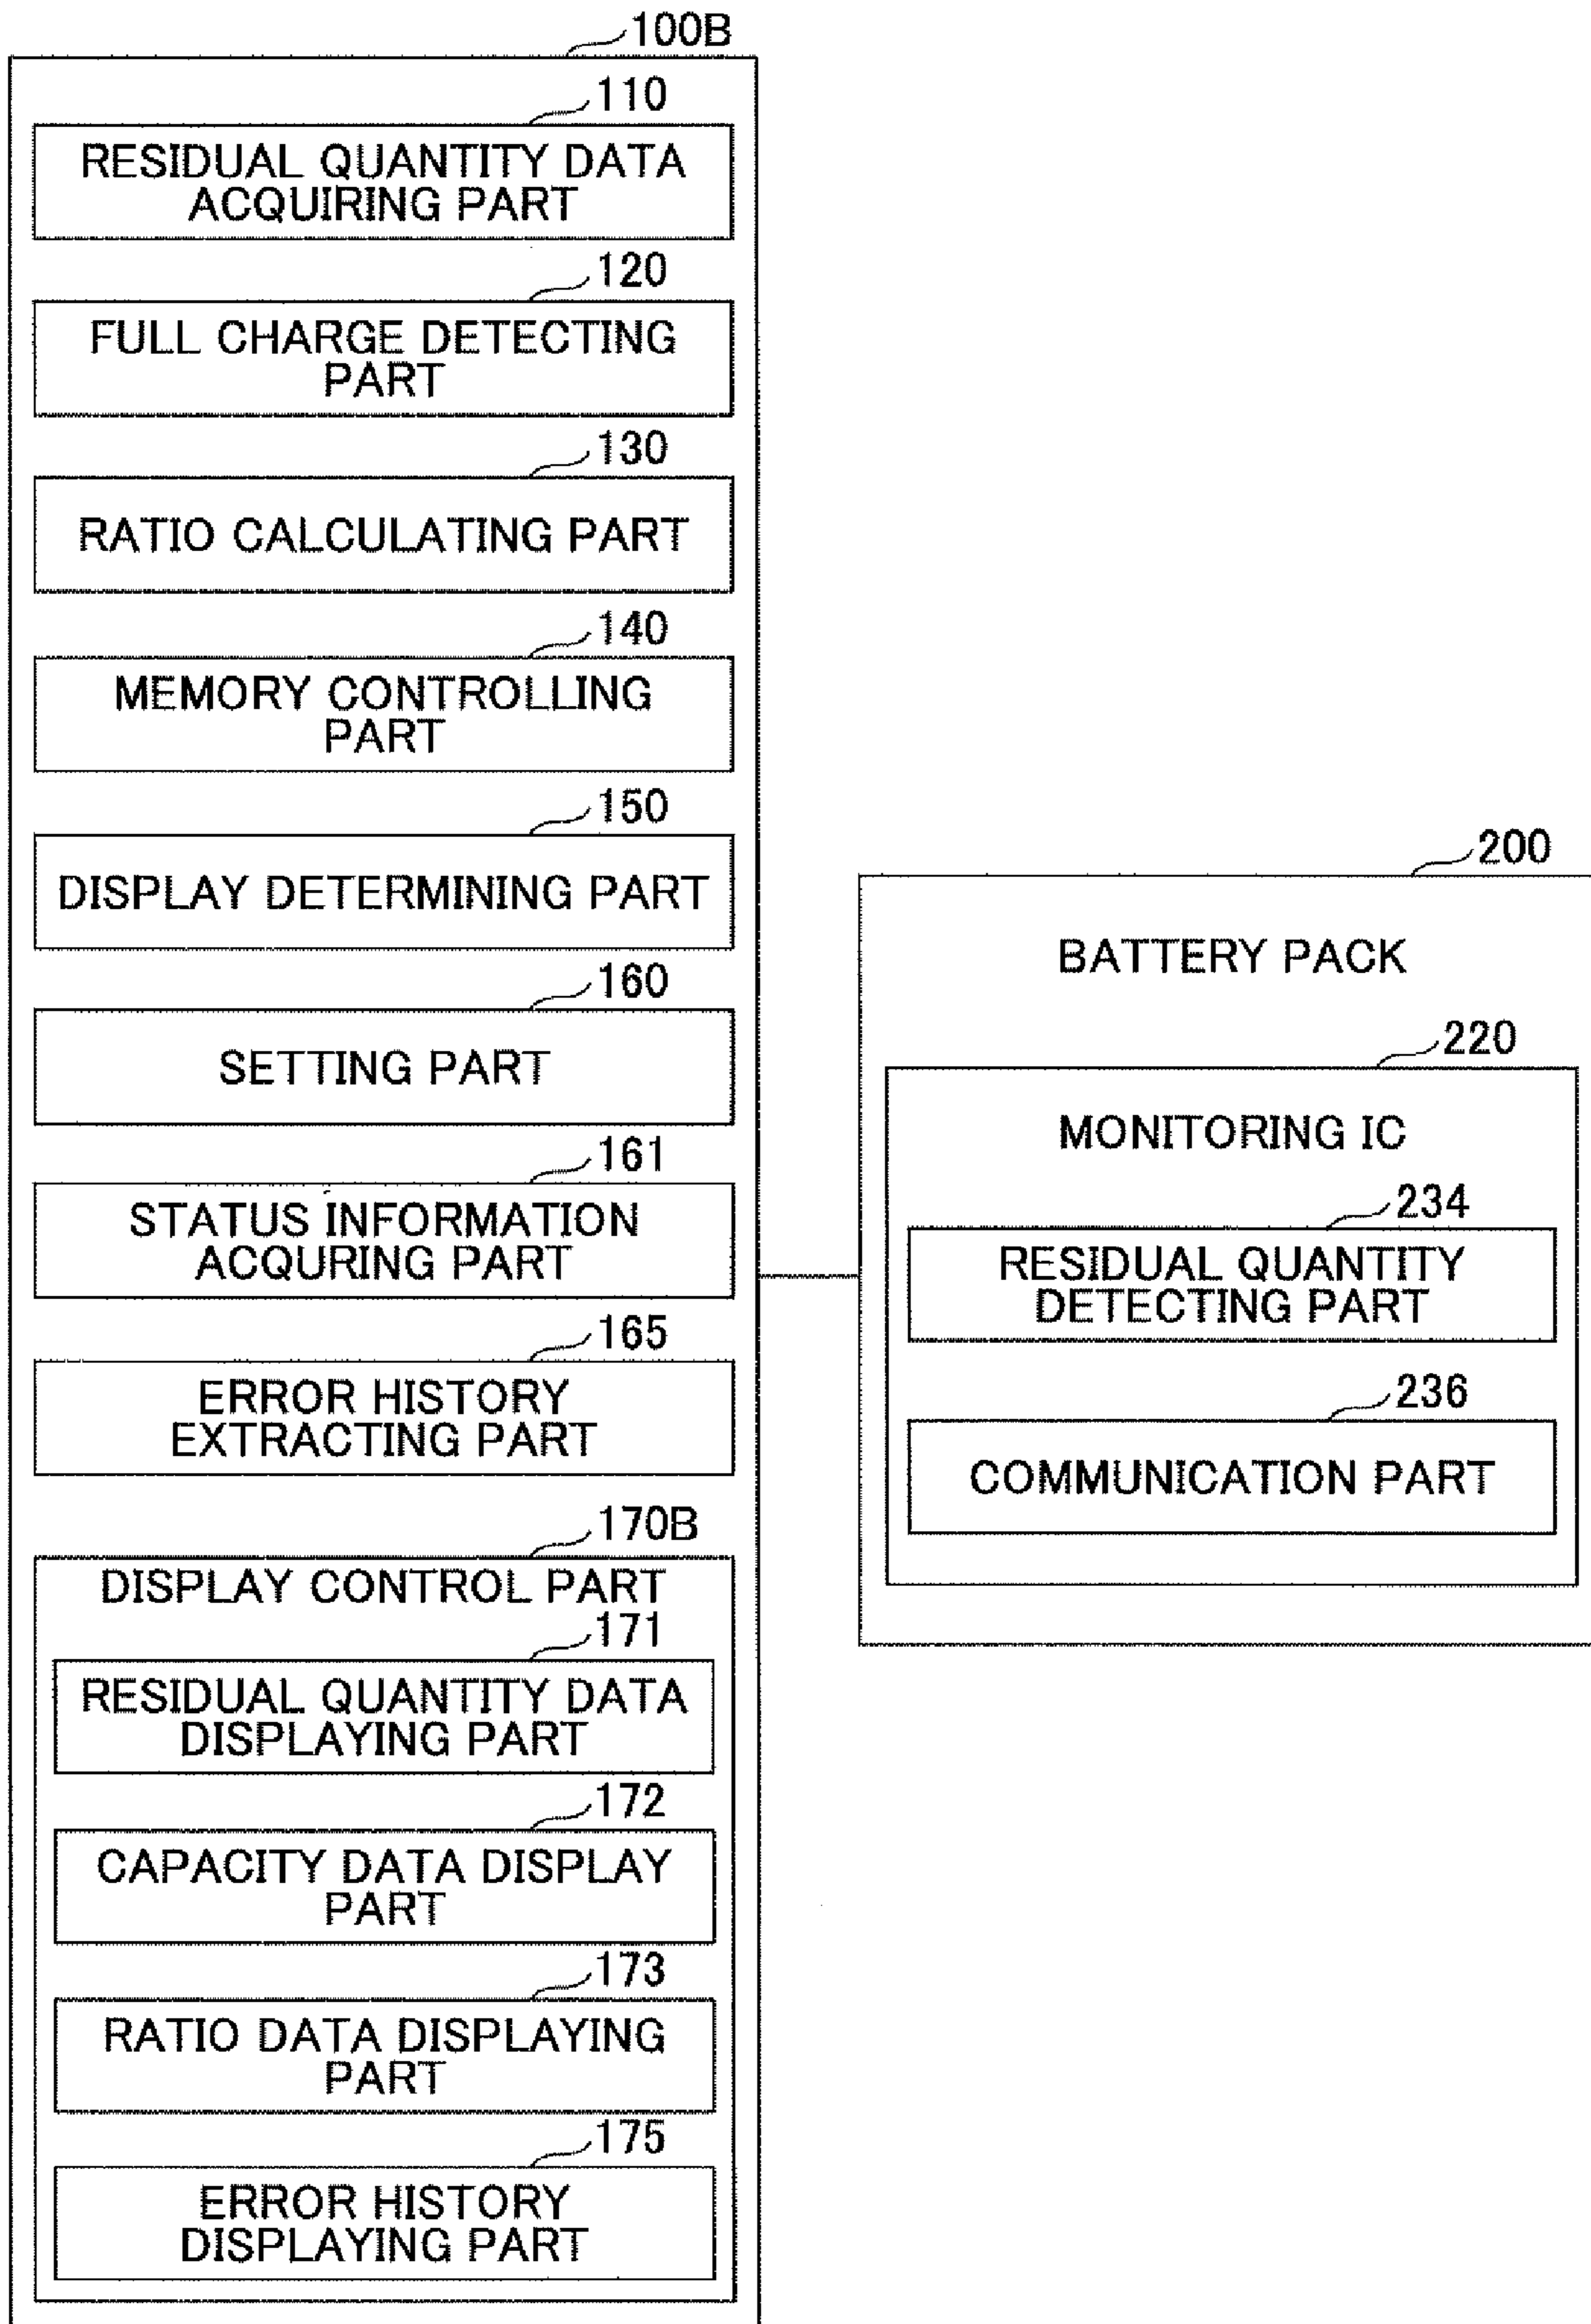 100B
110
RESIDUAL QUANTITY DATA
ACQUIRING PART
120
FULL CHARGE DETECTING
PART
130
RATIO CALCULATING PART
140
MEMORY CONTROLLING
PART
150
DISPLAY DETERMINING PART
160
SETTING PART
161
STATUS INFORMATION
ACQURING PART
165
ERROR HISTORY
EXTRACTING PART
170B
DISPLAY CONTROL PART
171
RESIDUAL QUANTITY DATA
DISPLAYING PART
172
CAPACITY DATA DISPLAY
PART
173
RATIO DATA DISPLAYING
PART
175
ERROR HISTORY
DISPLAYING PART
200
BATTERY PACK
220
MONITORING IC
234
RESIDUAL QUANTITY
DETECTING PART
236
COMMUNICATION PART